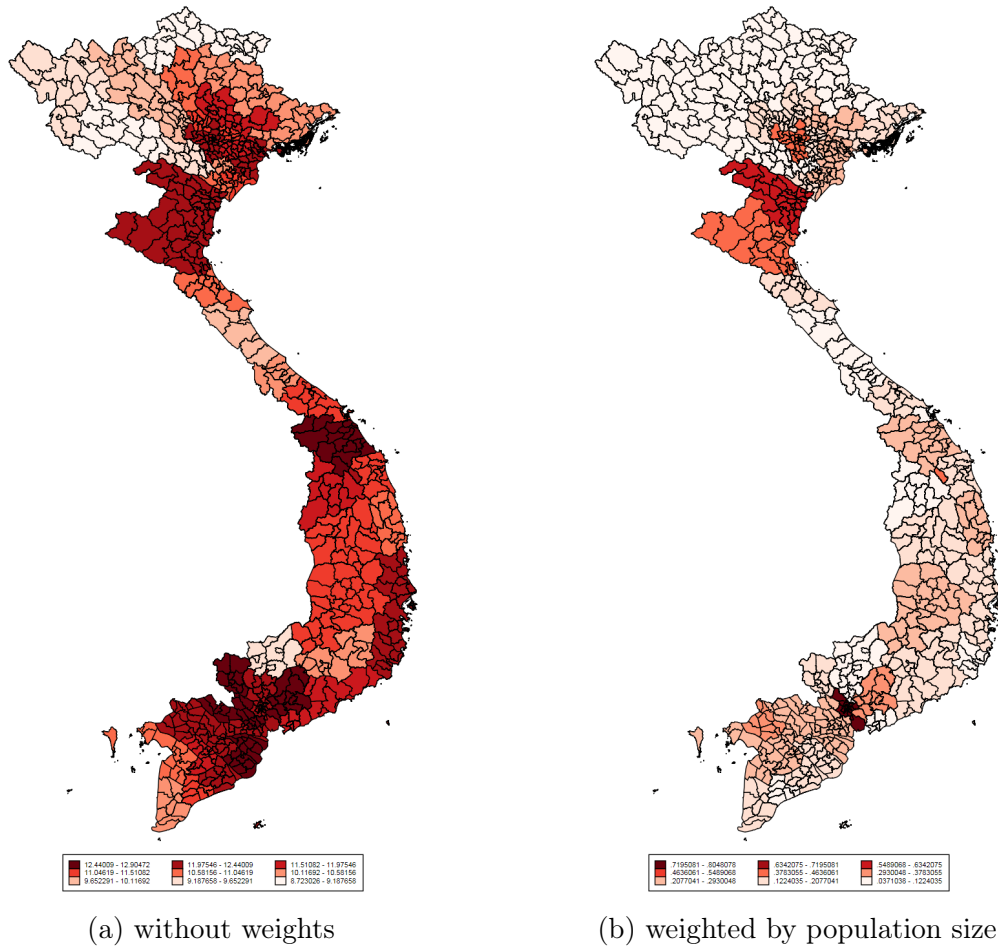 12.44009 - 12.90472 11.97546 - 12.44009 11.51082 - 11.97546
11.04619 - 11.51082 10.58156 - 11.04619 10.11692 - 10.58156
9.652291 - 10.11692 9.187658 - 9.652291 8.723026 - 9.187658
.7195081 - .8048078 .6342075 - .7195081 .5489068 - .6342075
.4636061 - .5489068 .3783055 - .4636061 .2930048 - .3783055
.2077041 - .2930048 .1224035 - .2077041 .0371038 - .1224035
(a) without weights
(b) weighted by population size